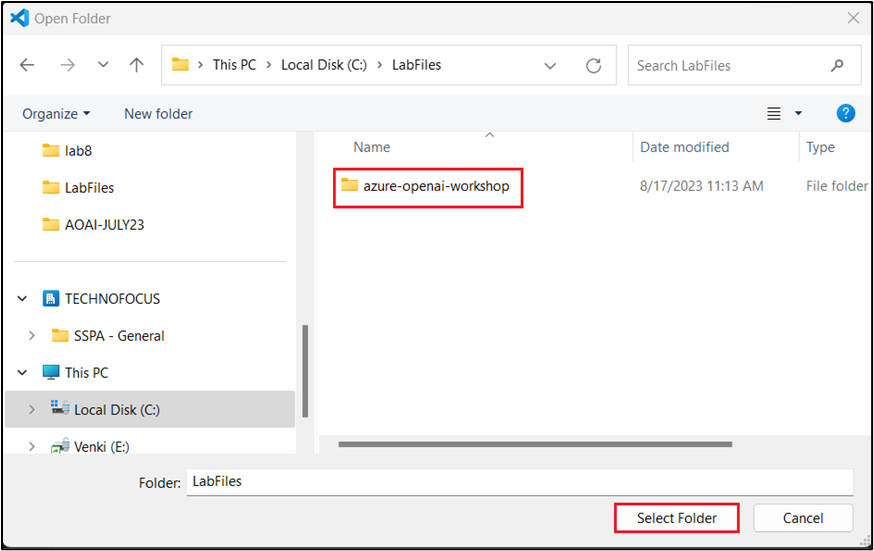 Open Folder
This PC > Local Disk (C:) > LabFiles
Search LabFiles
Organize
New folder
Name
Date modified
Type
lab8
LabFiles
AOAI-JULY23
TECHNOFOCUS
SSPA - General
This PC
Local Disk (C:)
Venki (E:)
azure-openai-workshop
8/17/2023 11:13 AM
File folder
Folder:
LabFiles
Select Folder
Cancel